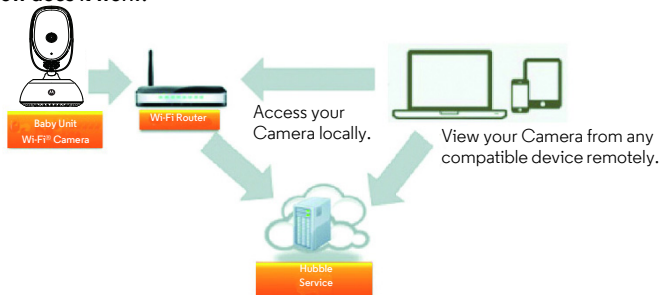 Baby Unit
Wi-Fi® Camera
Wi-Fi Router
Access your
Camera locally.
View your Camera from any
compatible device remotely.
Hubble
Service